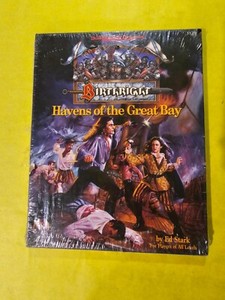 BIRTHRIGHT
Havens of the Great Bay
by Ed Stark
For Players of All Levels